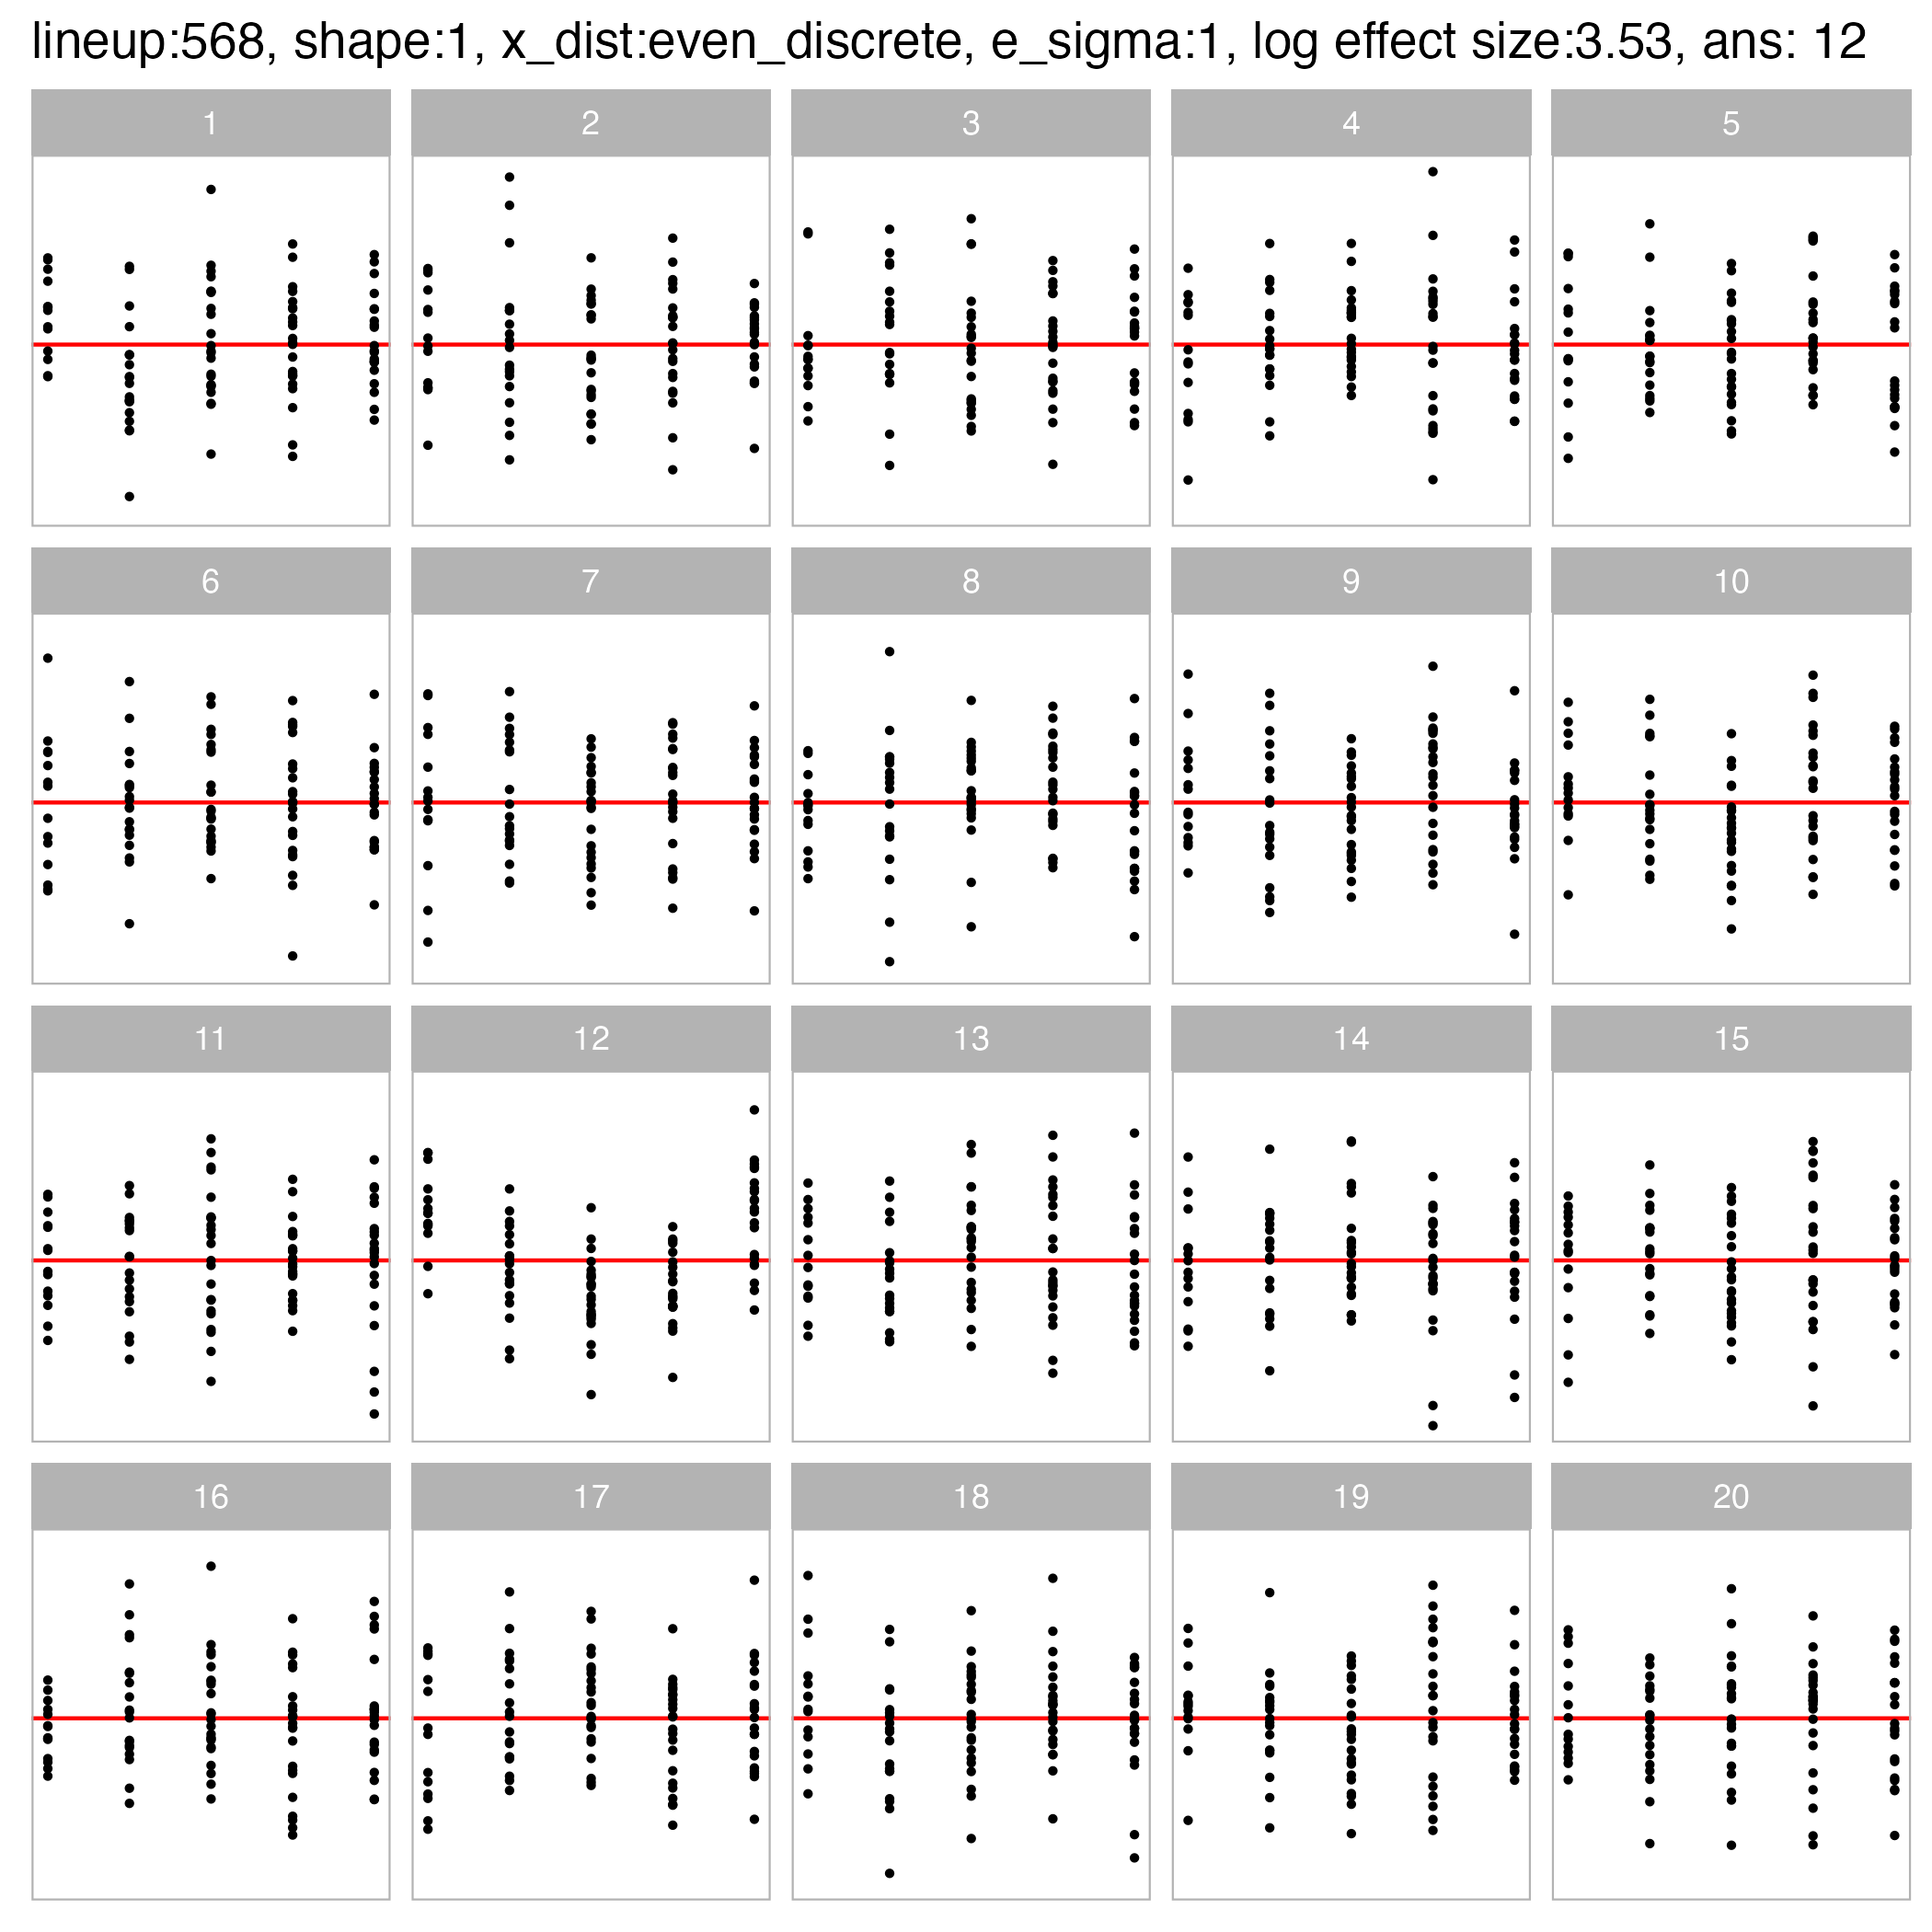 lineup:568, shape:1, x_dist:even_discrete, e_sigma:1, log effect size:3.53, ans: 12
1 2 3 4 5
6 7 8 9 10
11 12 13 14 15
16 17 18 19 20